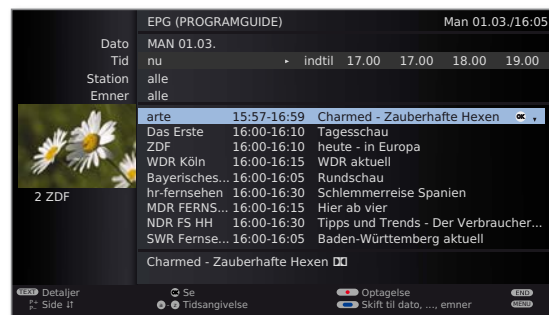 EPG (PROGRAMGUIDE) Man 01.03./16:05
Dato MAN 01.03.
Tid nu ▸ indtil 17.00 17.00 18.00 19.00
Station alle
Emner alle
arte 15:57-16:59 Charmed - Zauberhafte Hexen OK
Das Erste 16:00-16:10 Tagesschau
ZDF 16:00-16:10 heute - in Europa
WDR Köln 16:00-16:15 WDR aktuell
Bayerisches... 16:00-16:05 Rundschau
hr-fernsehen 16:00-16:30 Schlemmerreise Spanien
MDR FERNS... 16:00-16:15 Hier ab vier
NDR FS HH 16:00-16:30 Tipps und Trends - Der Verbraucher...
SWR Fernse... 16:00-16:05 Baden-Württemberg aktuell
2 ZDF
Charmed - Zauberhafte Hexen
TEXT Detaljer OK Se Optagelse END
P+ P- Side ↓↑ 0-9 Tidsangivelse Skift til dato, ..., emner MENU